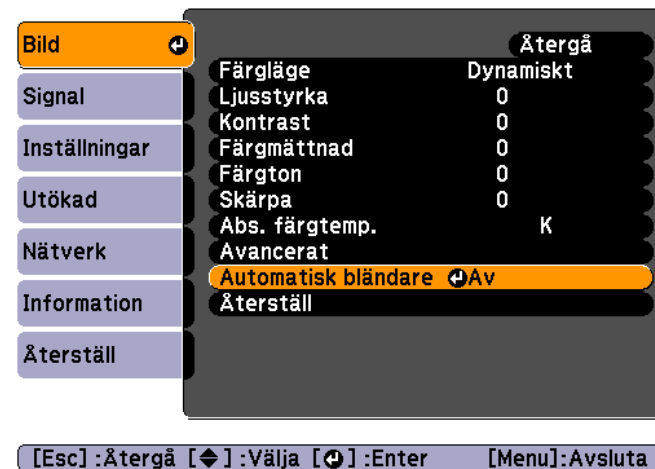 Bild
Signal
Inställningar
Utökad
Nätverk
Information
Återställ
Återgå
Färgläge Dynamiskt
Ljusstyrka 0
Kontrast 0
Färgmättnad 0
Färgton 0
Skärpa 0
Abs. färgtemp. K
Avancerat
Automatisk bländare Av
Återställ
[Esc] :Återgå [] :Välja [] :Enter [Menu]:Avsluta